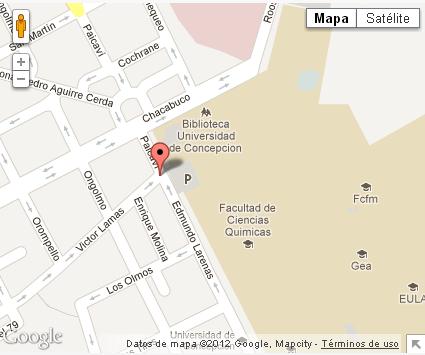 Mapa
Satélite
Paicaví
San Martín
Cochrane
Pedro Aguirre Cerda
Chacabuco
Paicaví
Biblioteca
Universidad
de Concepcion
P
Facultad de
Ciencias
Quimicas
Fcfm
Gea
EULA
Ongolmo
Orompello
Victor Lamas
Enrique Molina
Edmundo Larenas
Los Olmos
Universidad de
Concepcion
Google
Datos de mapa ©2012 Google, Mapcity - Términos de uso